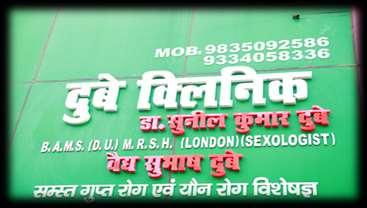 MOB. 9835092586
9334058336
दुबे क्लिनिक
डा. सुनील कुमार दुबे
B.A.M.S. (D.U.) M.R.S.H. (LONDON) (SEXOLOGIST)
वैद्य सुभाष दुबे
समस्त गुप्त रोग एवं यौन रोग विशेषज्ञ